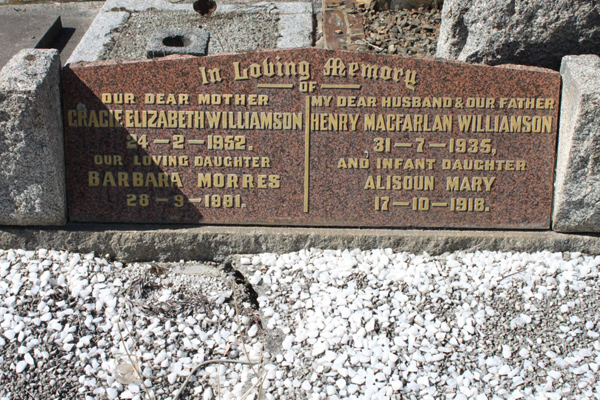 In Loving Memory
OF
OUR DEAR MOTHER
GRACIE ELIZABETH WILLIAMSON
24-2-1952.
OUR LOVING DAUGHTER
BARBARA MORRES
28-9-1981.
MY DEAR HUSBAND & OUR FATHER
HENRY MACFARLAN WILLIAMSON
31-7-1935,
AND INFANT DAUGHTER
ALISOUN MARY
17-10-1918.